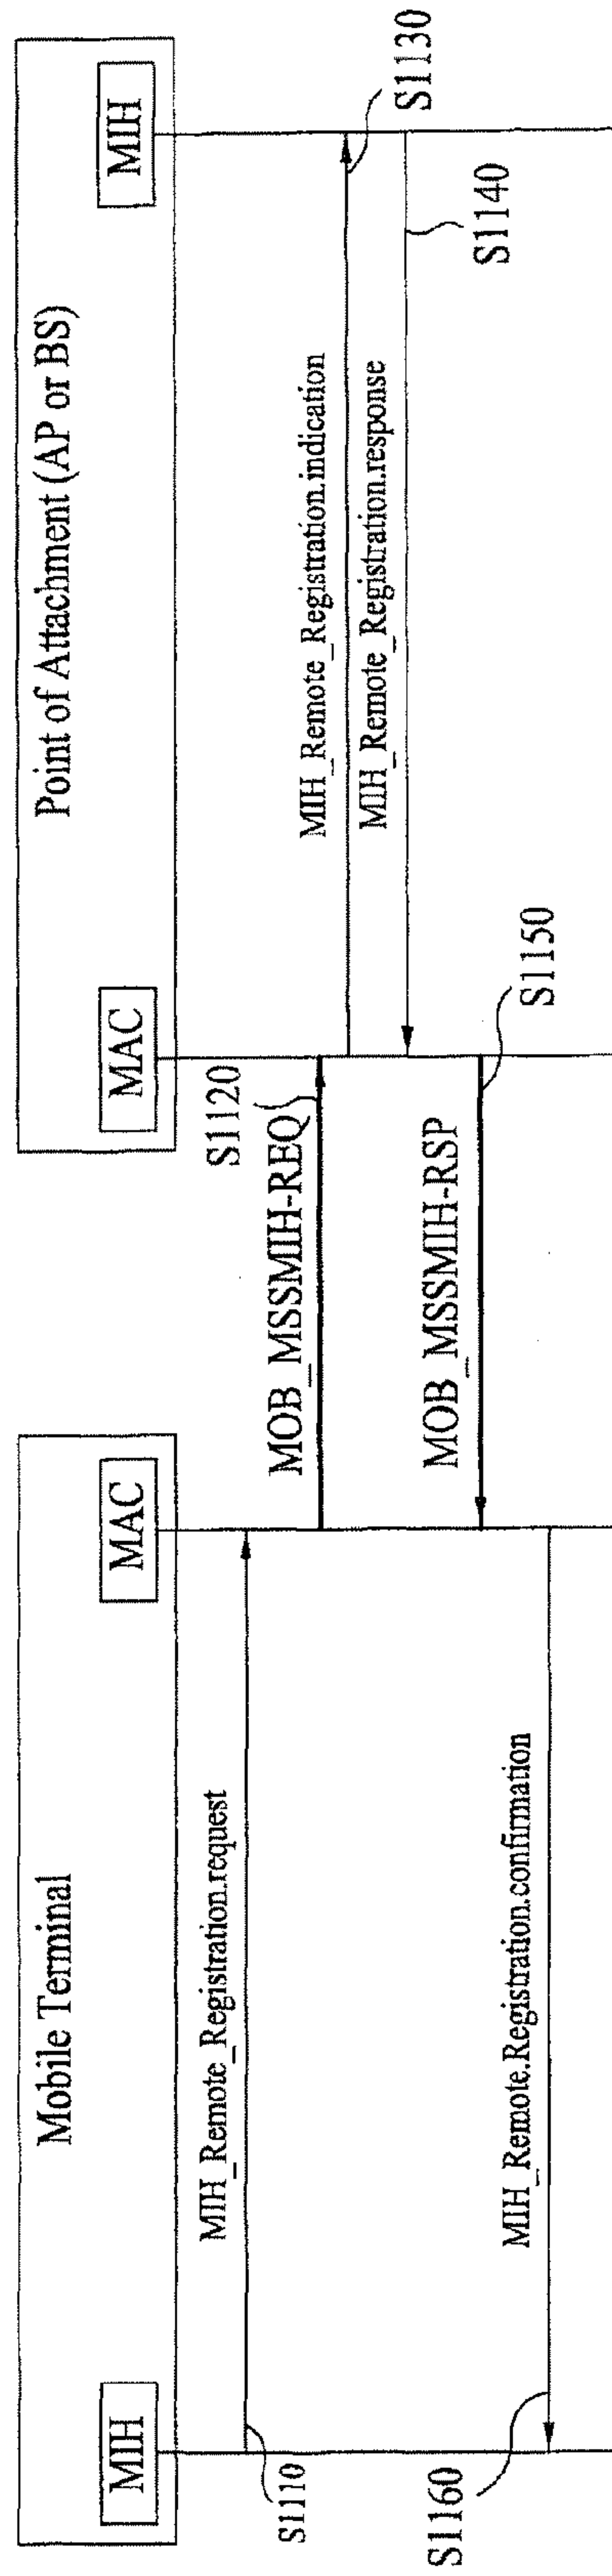 Mobile Terminal
Point of Attachment (AP or BS)
MIH
MAC
MAC
MIH
MIH_Remote_Registration.request
S1110
S1120
MOB_MSSMIH-REQ
MIH_Remote_Registration.indication
S1130
MIH_Remote_Registration.response
S1140
MOB_MSSMIH-RSP
S1150
MIH_Remote.Registration.confirmation
S1160